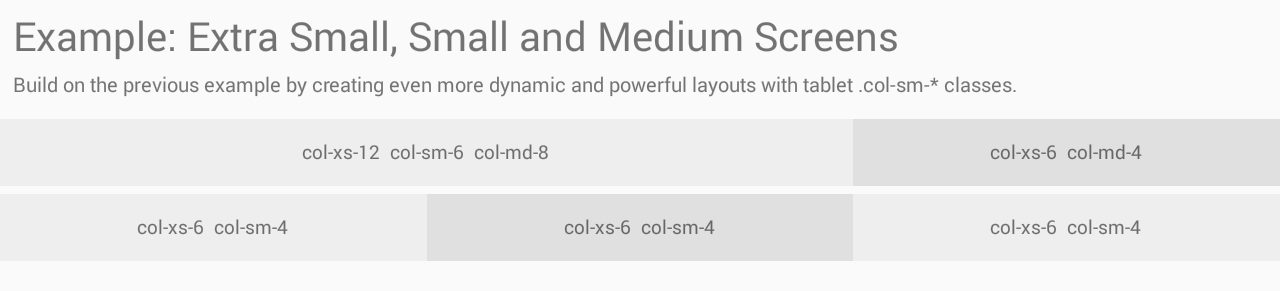 Example: Extra Small, Small and Medium Screens
Build on the previous example by creating even more dynamic and powerful layouts with tablet .col-sm-* classes.
col-xs-12 col-sm-6 col-md-8 col-xs-6 col-md-4
col-xs-6 col-sm-4 col-xs-6 col-sm-4 col-xs-6 col-sm-4